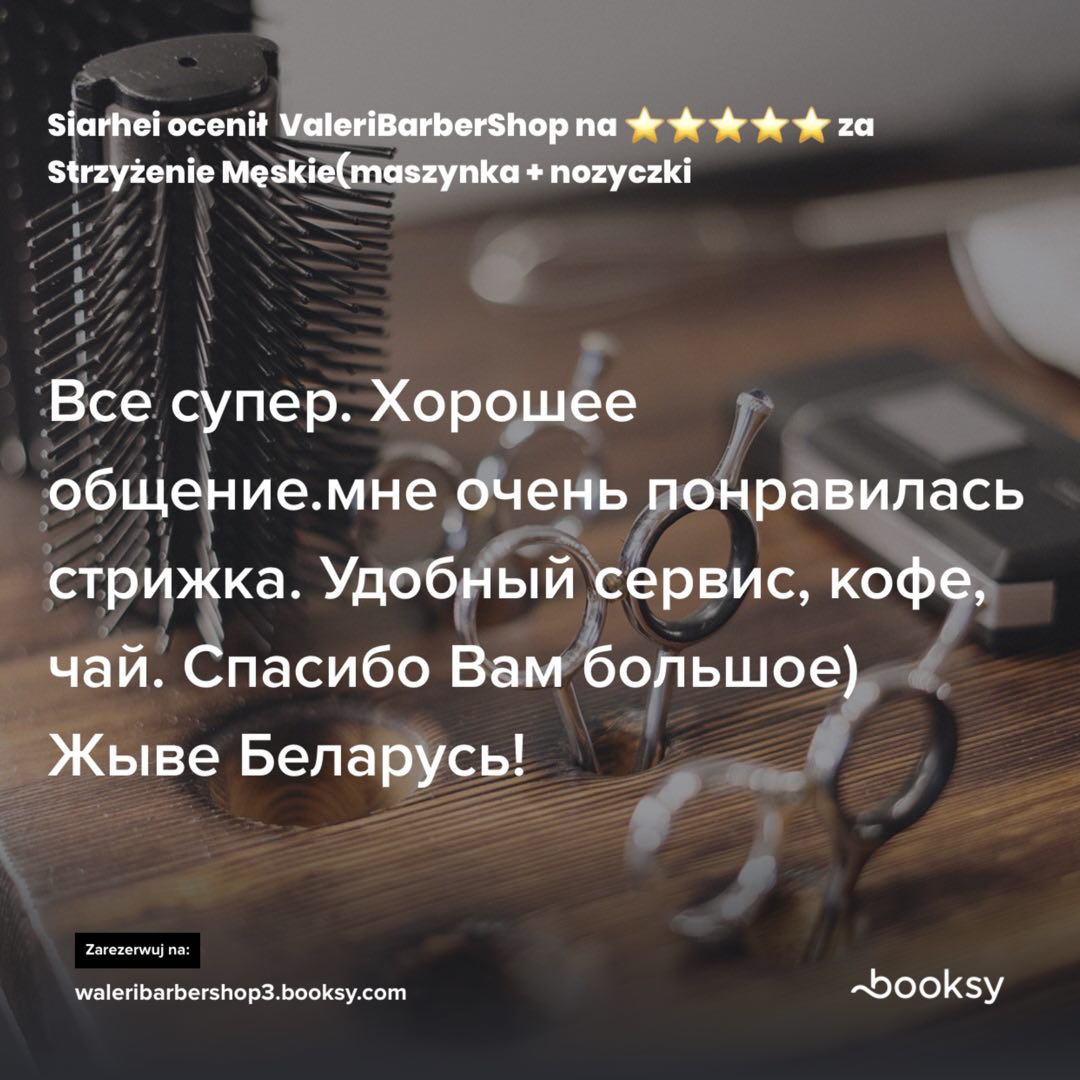 Siarhei ocenił ValeriBarberShop na ⭐⭐⭐⭐⭐ za
Strzyżenie Męskie(maszynka + nozyczki
Все супер. Хорошее
общение.мне очень понравилась
стрижка. Удобный сервис, кофе,
чай. Спасибо Вам большое)
Жыве Беларусь!
Zarezerwuj na:
waleribarbershop3.booksy.com
booksy